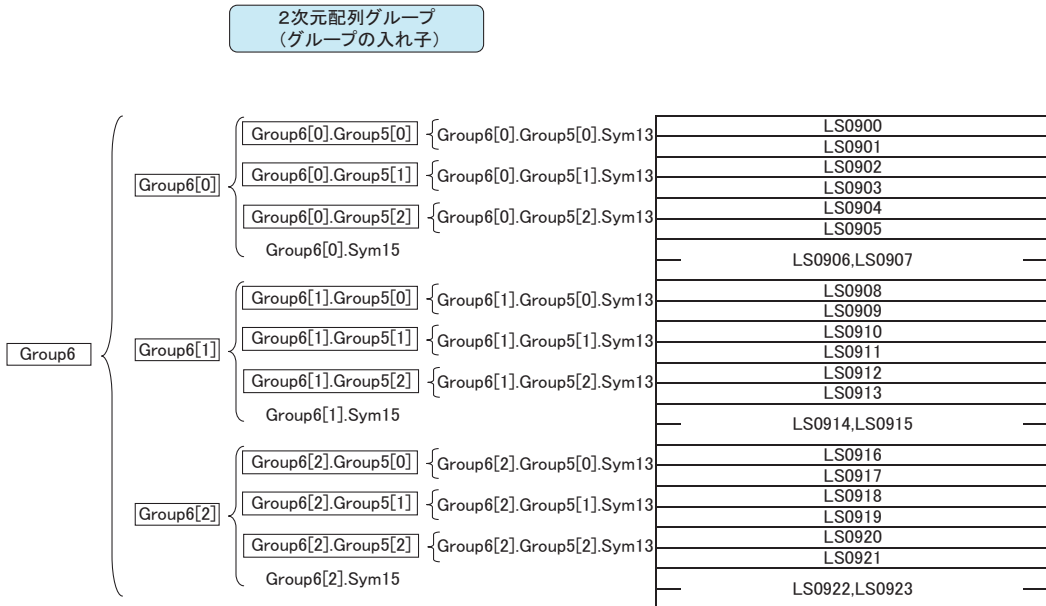 2次元配列グループ
(グループの入れ子)
Group6[0].Group5[0] Group6[0].Group5[0].Sym13 LS0900
LS0901
Group6[0].Group5[1] Group6[0].Group5[1].Sym13 LS0902
Group6[0] LS0903
Group6[0].Group5[2] Group6[0].Group5[2].Sym13 LS0904
LS0905
Group6[0].Sym15 LS0906,LS0907
Group6[1].Group5[0] Group6[1].Group5[0].Sym13 LS0908
LS0909
Group6[1].Group5[1] Group6[1].Group5[1].Sym13 LS0910
Group6 Group6[1] LS0911
Group6[1].Group5[2] Group6[1].Group5[2].Sym13 LS0912
LS0913
Group6[1].Sym15 LS0914,LS0915
Group6[2].Group5[0] Group6[2].Group5[0].Sym13 LS0916
LS0917
Group6[2].Group5[1] Group6[2].Group5[1].Sym13 LS0918
Group6[2] LS0919
Group6[2].Group5[2] Group6[2].Group5[2].Sym13 LS0920
LS0921
Group6[2].Sym15 LS0922,LS0923